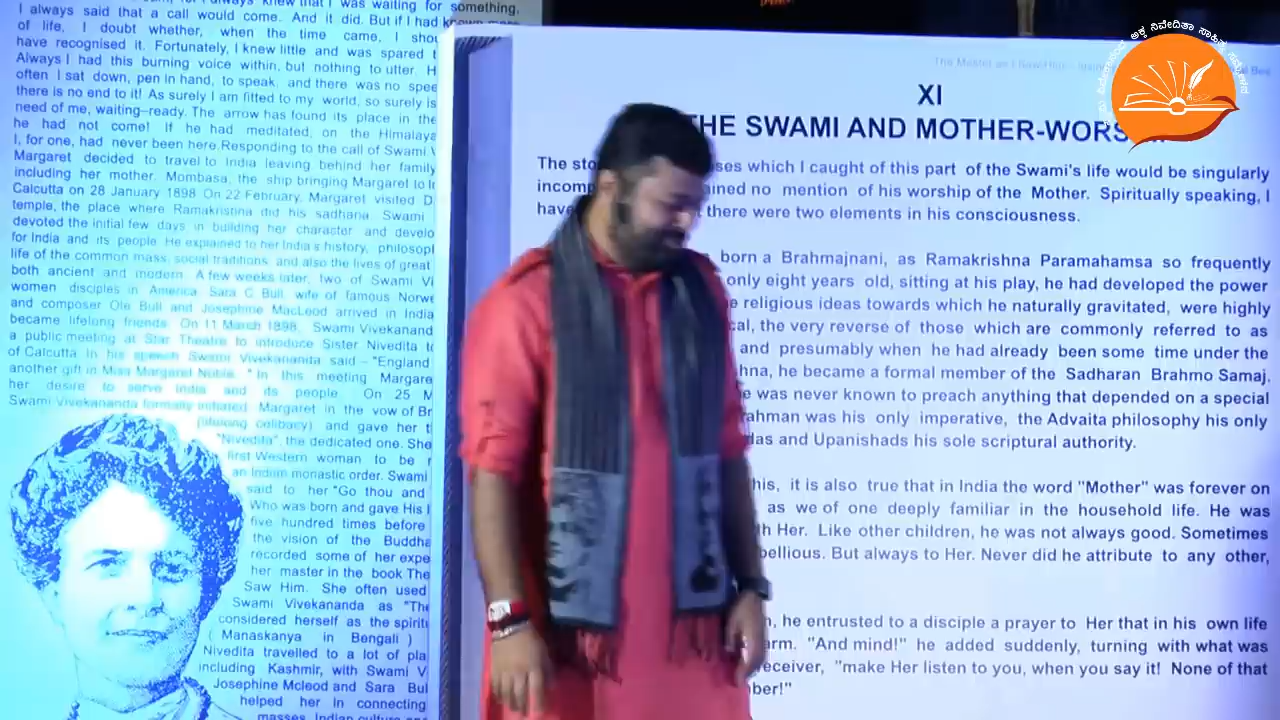 I always said that a call would come. And it did. But if I had known
of life, I doubt whether, when the time came, I
have recognised it. Fortunately, I knew little and was spared
Always I had this burning voice within, but nothing to utter.
often I sat down, pen in hand, to speak, and there was no
there is no end to it! As surely I am fitted to my world, so surely is
need of me, waiting–ready. The arrow has found its place in the
he had not come! If he had meditated, on the
I, for one, had never been here.Responding to the call of Swami
Margaret decided to travel to India leaving behind her family
including her mother. Mombasa, the ship bringing Margaret to
Calcutta on 28 January 1898 On 22 February, Margaret visited
temple, the place where Ramakrishna did his sadhana. Swami
devoted the initial few days in building her character and
for India and its people. He explained to her India's history,
life of the common mass, social traditions, and also the lives of great
both ancient and modern. A few weeks later, two of Swami
women disciples in America, Sara C Bull, wife of famous
and composer Ole Bull and Josephine MacLeod arrived in India
became lifelong friends. On 11 March 1898, Swami Vivekanand
a public meeting at Star Theatre to introduce Sister Nivedita
of Calcutta. In his speech Swami Vivekananda said – "England
another gift in Miss Margaret Noble. " In this meeting
her desire to serve India and its people. On 25
Swami Vivekananda formally initiated Margaret in the vow of
(lifelong celibacy) and gave her
"Nivedita", the dedicated one. She
first Western woman to be
an Indian monastic order. Swami
said to her "Go thou and
Who was born and gave His
five hundred times before
the vision of the Buddha
recorded some of her
her master in the book The
Saw Him. She often used
Swami Vivekananda as "The
considered herself as the
( Manaskanya in Bengali )
Nivedita travelled to a lot of
including Kashmir, with Swami
Josephine Mcleod and Sara
helped her In connecting
masses, Indian culture
XI
THE SWAMI AND MOTHER-
The ses which I caught of this part of the Swami's life would be singularly
incomp ained no mention of his worship of the Mother. Spiritually speaking, I
have there were two elements in his consciousness.
born a Brahmajnani, as Ramakrishna Paramahamsa so frequently
only eight years old, sitting at his play, he had developed the power
religious ideas towards which he naturally gravitated, were highly
cal, the very reverse of those which are commonly referred to as
and presumably when he had already been some time under the
hna, he became a formal member of the Sadharan Brahmo Samaj.
was never known to preach anything that depended on a special
rahman was his only imperative, the Advaita philosophy his only
das and Upanishads his sole scriptural authority.
this, it is also true that in India the word "Mother" was forever on
as we of one deeply familiar in the household life. He was
th Her. Like other children, he was not always good. Sometimes
bellious. But always to Her. Never did he attribute to any other,
he entrusted to a disciple a prayer to Her that in his own life
arm. "And mind!" he added suddenly, turning with what was
receiver, "make Her listen to you, when you say it! None of that
ber!"